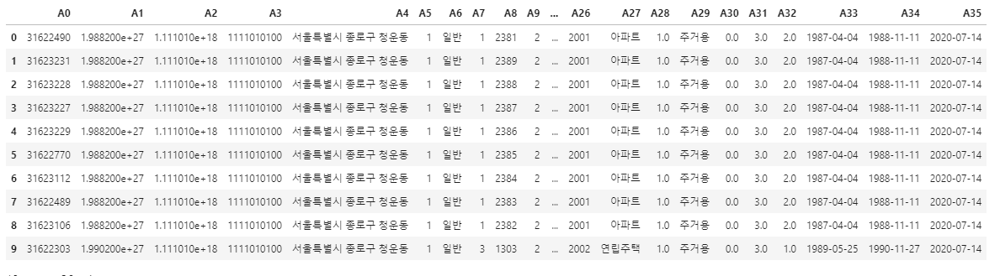 A0 A1 A2 A3 A4 A5 A6 A7 A8 A9 ... A26 A27 A28 A29 A30 A31 A32 A33 A34 A35
0 31622490 1.988200e+27 1.111010e+18 1111010100 서울특별시 종로구 청운동 1 일반 1 2381 2 ... 2001 아파트 1.0 주거용 0.0 3.0 2.0 1987-04-04 1988-11-11 2020-07-14
1 31623231 1.988200e+27 1.111010e+18 1111010100 서울특별시 종로구 청운동 1 일반 1 2389 2 ... 2001 아파트 1.0 주거용 0.0 3.0 2.0 1987-04-04 1988-11-11 2020-07-14
2 31623228 1.988200e+27 1.111010e+18 1111010100 서울특별시 종로구 청운동 1 일반 1 2388 2 ... 2001 아파트 1.0 주거용 0.0 3.0 2.0 1987-04-04 1988-11-11 2020-07-14
3 31623227 1.988200e+27 1.111010e+18 1111010100 서울특별시 종로구 청운동 1 일반 1 2387 2 ... 2001 아파트 1.0 주거용 0.0 3.0 2.0 1987-04-04 1988-11-11 2020-07-14
4 31623229 1.988200e+27 1.111010e+18 1111010100 서울특별시 종로구 청운동 1 일반 1 2386 2 ... 2001 아파트 1.0 주거용 0.0 3.0 2.0 1987-04-04 1988-11-11 2020-07-14
5 31622770 1.988200e+27 1.111010e+18 1111010100 서울특별시 종로구 청운동 1 일반 1 2385 2 ... 2001 아파트 1.0 주거용 0.0 3.0 2.0 1987-04-04 1988-11-11 2020-07-14
6 31623112 1.988200e+27 1.111010e+18 1111010100 서울특별시 종로구 청운동 1 일반 1 2384 2 ... 2001 아파트 1.0 주거용 0.0 3.0 2.0 1987-04-04 1988-11-11 2020-07-14
7 31622489 1.988200e+27 1.111010e+18 1111010100 서울특별시 종로구 청운동 1 일반 1 2383 2 ... 2001 아파트 1.0 주거용 0.0 3.0 2.0 1987-04-04 1988-11-11 2020-07-14
8 31623106 1.988200e+27 1.111010e+18 1111010100 서울특별시 종로구 청운동 1 일반 1 2382 2 ... 2001 아파트 1.0 주거용 0.0 3.0 2.0 1987-04-04 1988-11-11 2020-07-14
9 31622303 1.990200e+27 1.111010e+18 1111010100 서울특별시 종로구 청운동 1 일반 3 1303 2 ... 2002 연립주택 1.0 주거용 0.0 3.0 1.0 1989-05-25 1990-11-27 2020-07-14